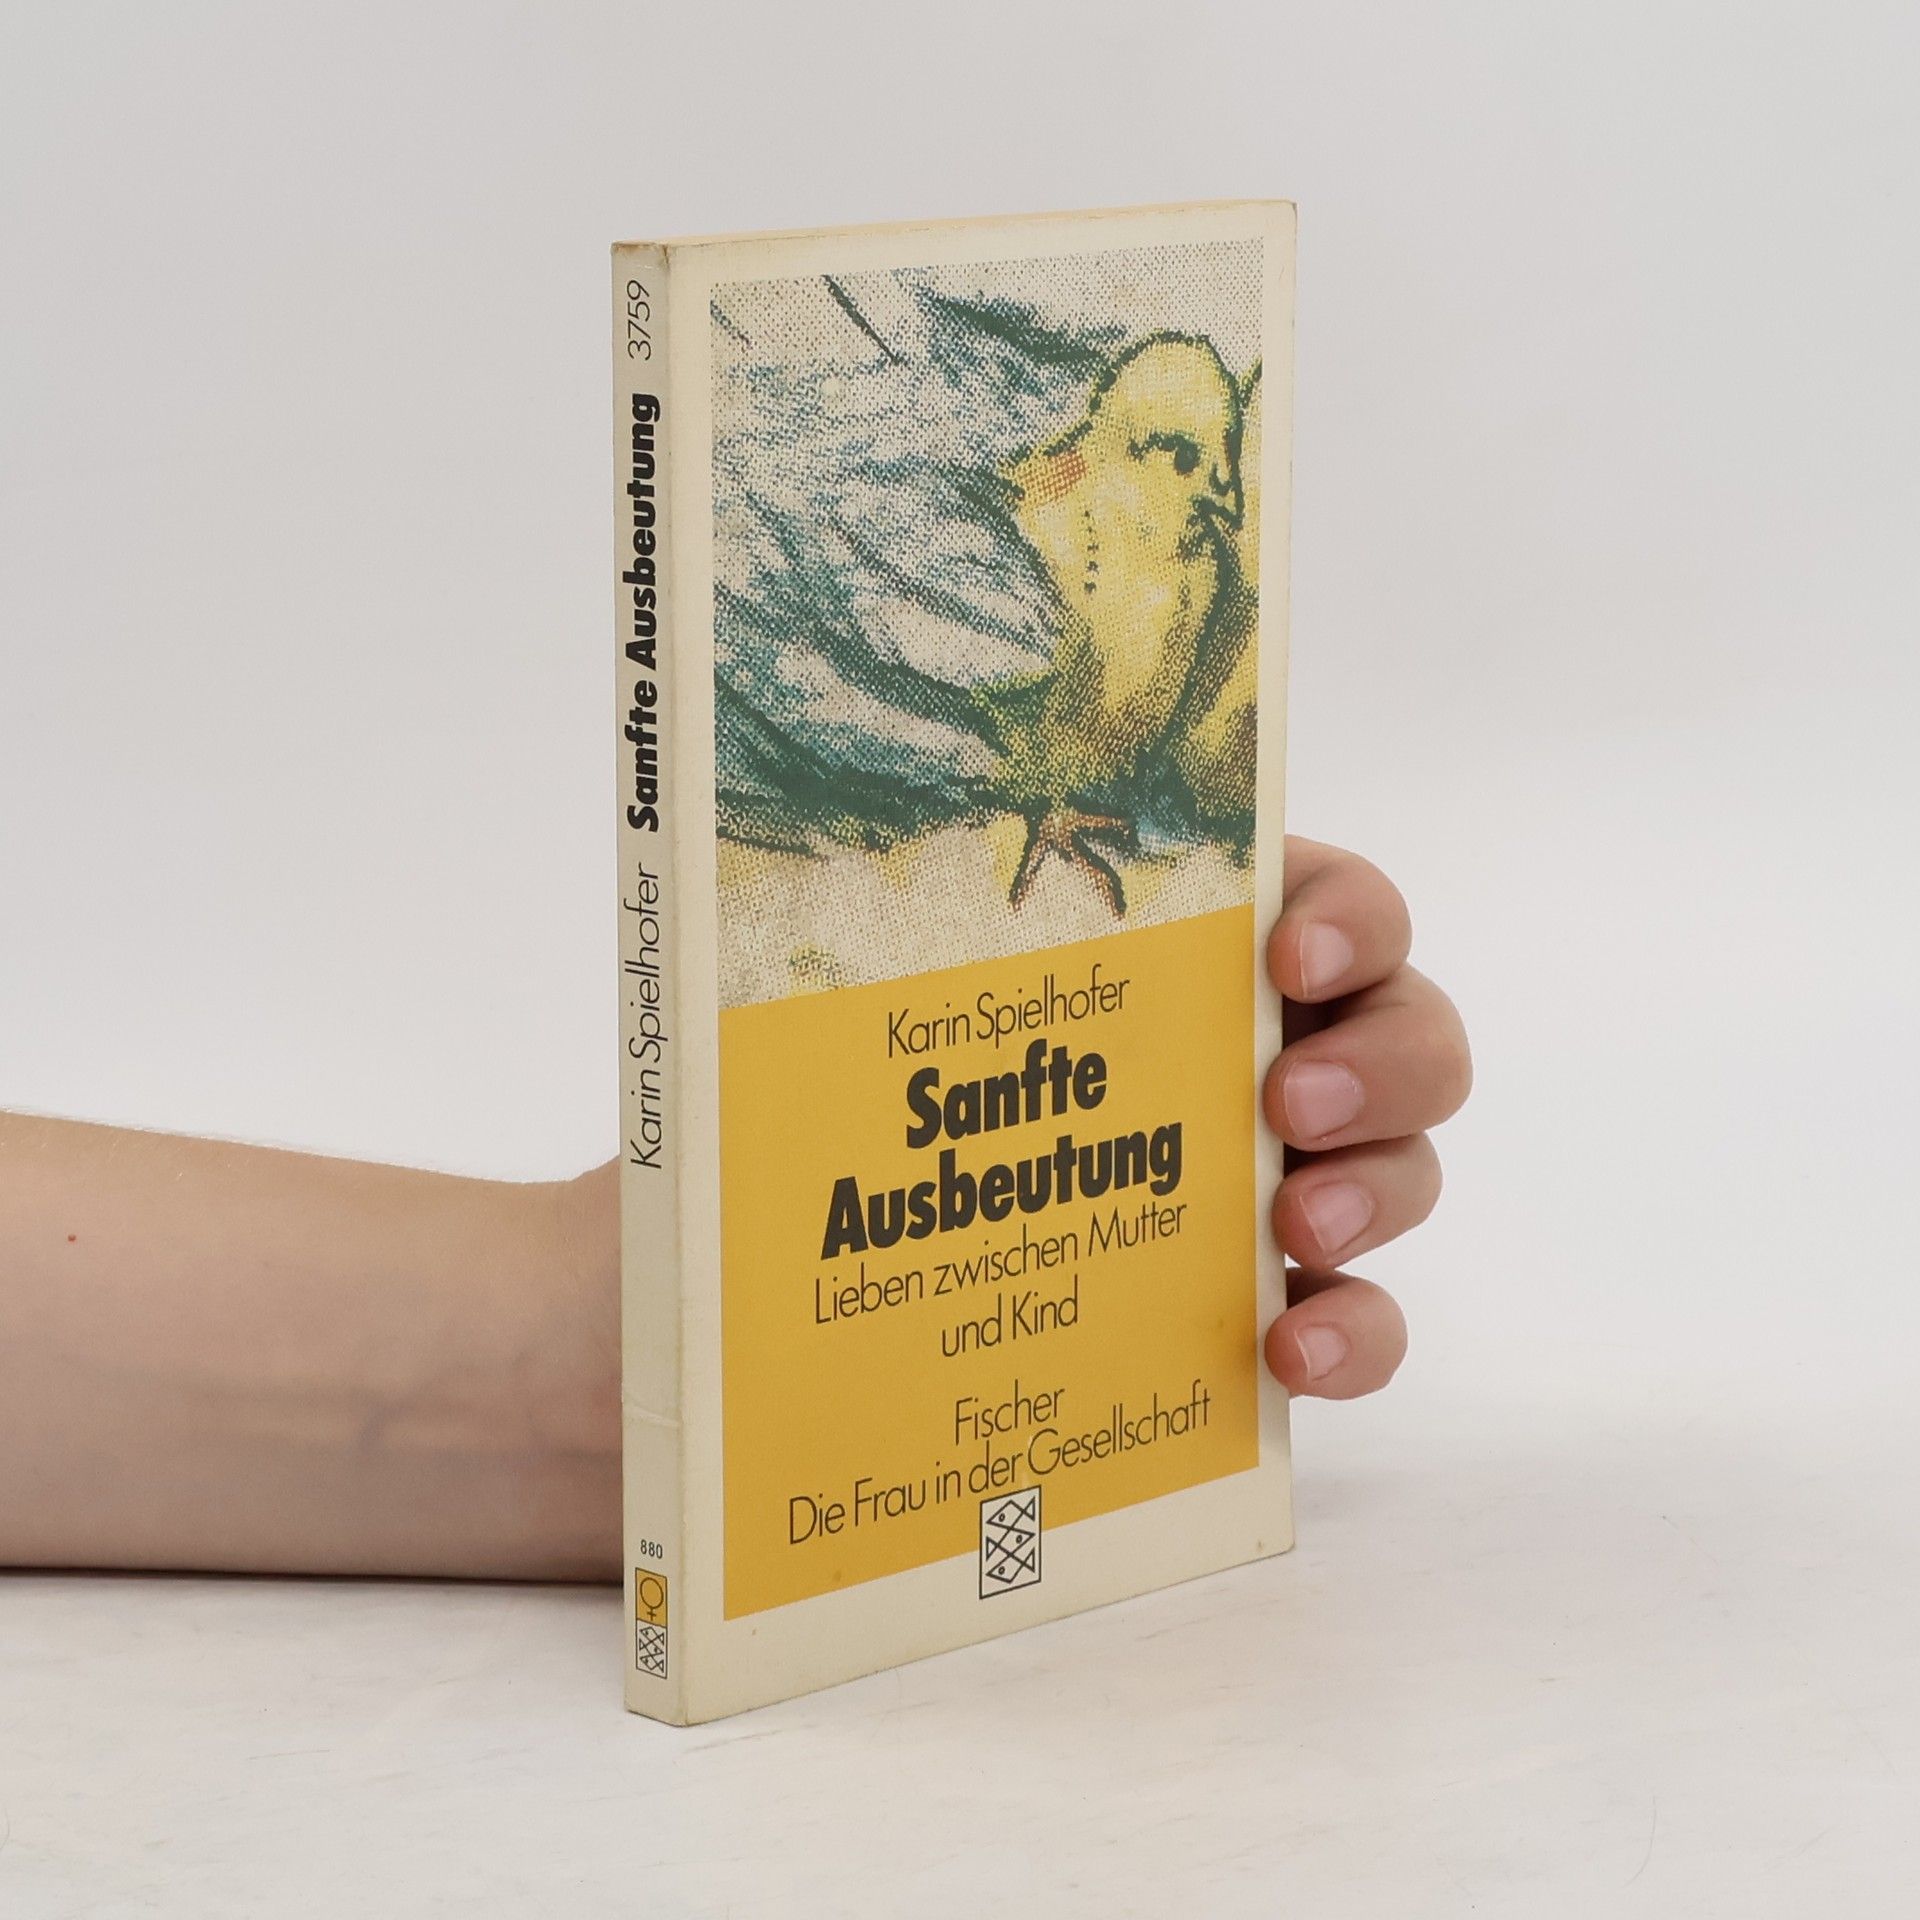 Karin Spielhofer Sanfte Ausbeutung 3759
880
Karin Spielhofer
Sanfte
Ausbeutung
Lieben zwischen Mutter
und Kind
Fischer
Die Frau in der Gesellschaft